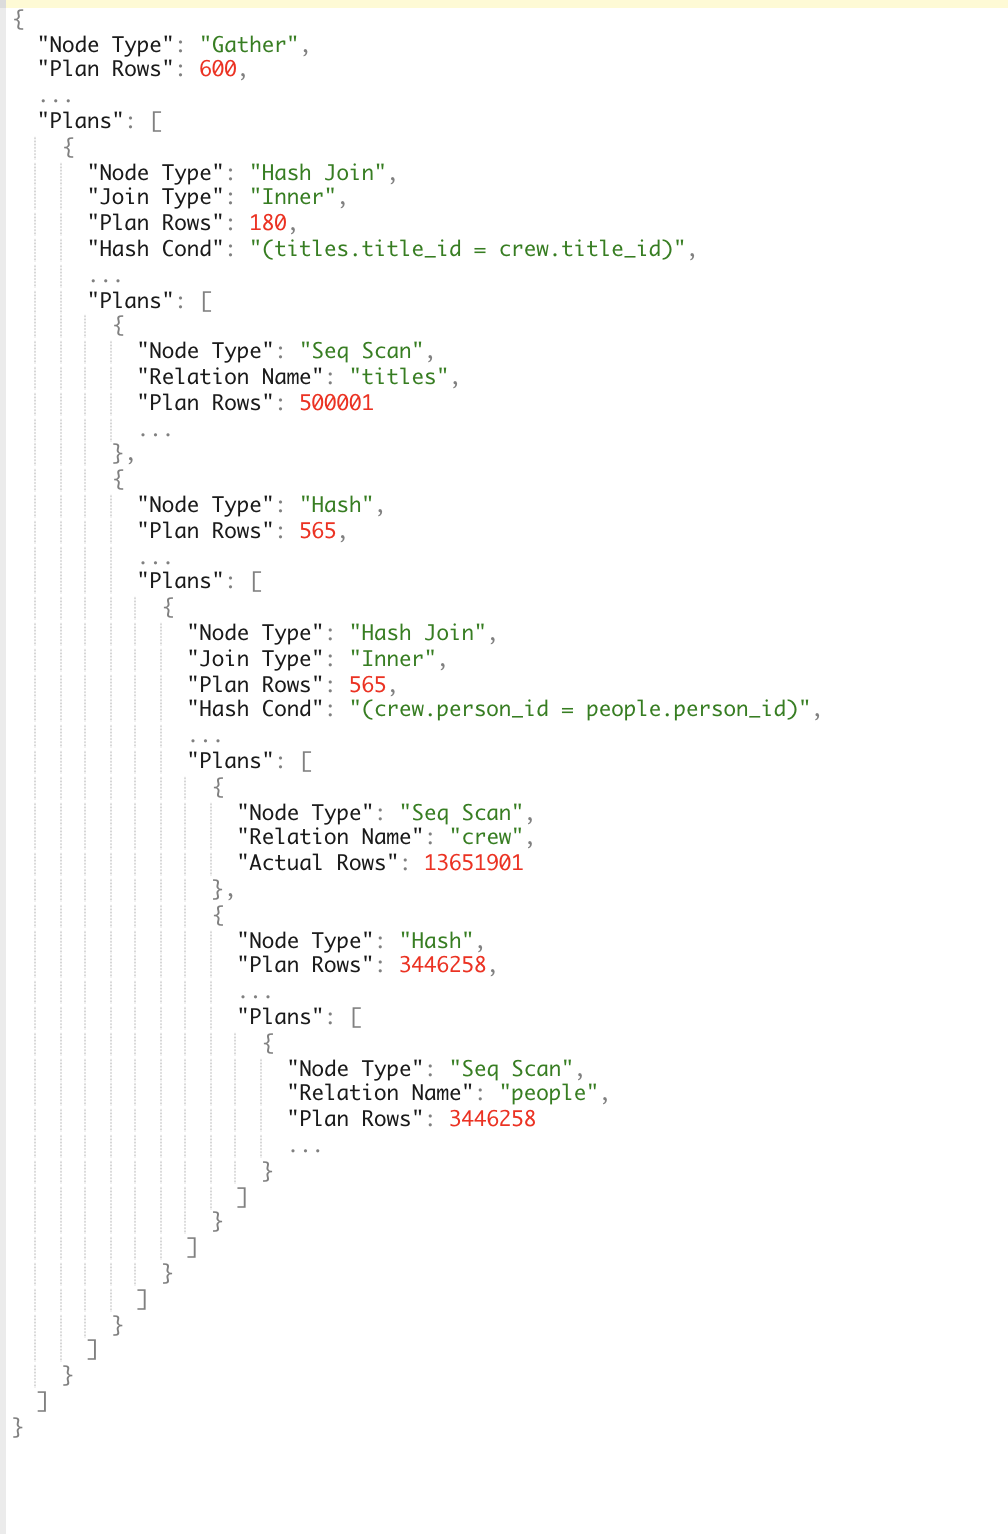 {
"Node Type": "Gather",
"Plan Rows": 600,
...
"Plans": [
{
"Node Type": "Hash Join",
"Join Type": "Inner",
"Plan Rows": 180,
"Hash Cond": "(titles.title_id = crew.title_id)",
...
"Plans": [
{
"Node Type": "Seq Scan",
"Relation Name": "titles",
"Plan Rows": 500001
...
},
{
"Node Type": "Hash",
"Plan Rows": 565,
...
"Plans": [
{
"Node Type": "Hash Join",
"Join Type": "Inner",
"Plan Rows": 565,
"Hash Cond": "(crew.person_id = people.person_id)",
...
"Plans": [
{
"Node Type": "Seq Scan",
"Relation Name": "crew",
"Actual Rows": 13651901
},
{
"Node Type": "Hash",
"Plan Rows": 3446258,
...
"Plans": [
{
"Node Type": "Seq Scan",
"Relation Name": "people",
"Plan Rows": 3446258
...
}
]
}
]
}
]
}
]
}
]
}